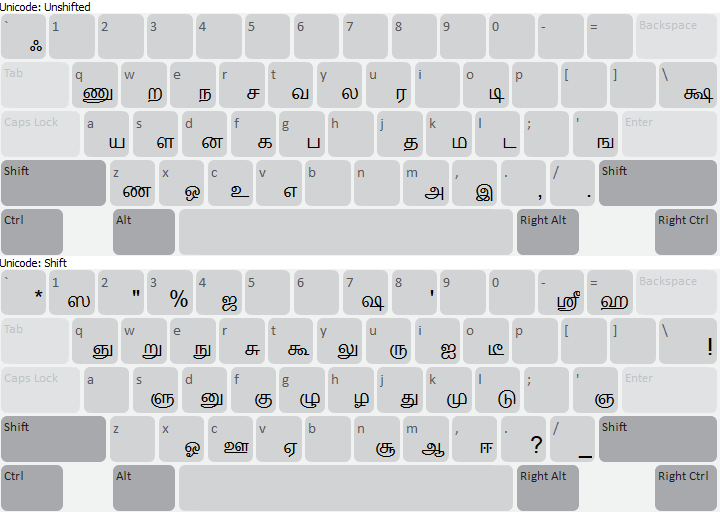 Unicode: Unshifted
` ஃ 1 2 3 4 5 6 7 8 9 0 - = Backspace
Tab q ணு w ற e ந r ச t வ y ல u ர i o டி p [ ] \ க்ஷ
Caps Lock a ய s ள d ன f க g ப h j த k ம l ட ; ' ங Enter
Shift z ண x ஒ c உ v எ b n m அ , இ . , / . Shift
Ctrl Alt Right Alt Right Ctrl
Unicode: Shift
` * 1 ஸ 2 " 3 % 4 ஜ 5 6 7 ஷ 8 ' 9 0 - ஸ்ரீ = ஹ Backspace
Tab q ஞு w று e நு r சு t கூ y லு u ரு i ஐ o டீ p [ ] \ !
Caps Lock a s ளு d னு f கு g ழு h ழ j து k மு l டு ; ' ஞ Enter
Shift z x ஓ c ஊ v ஏ b n சூ m ஆ , ஈ . ? / _ Shift
Ctrl Alt Right Alt Right Ctrl